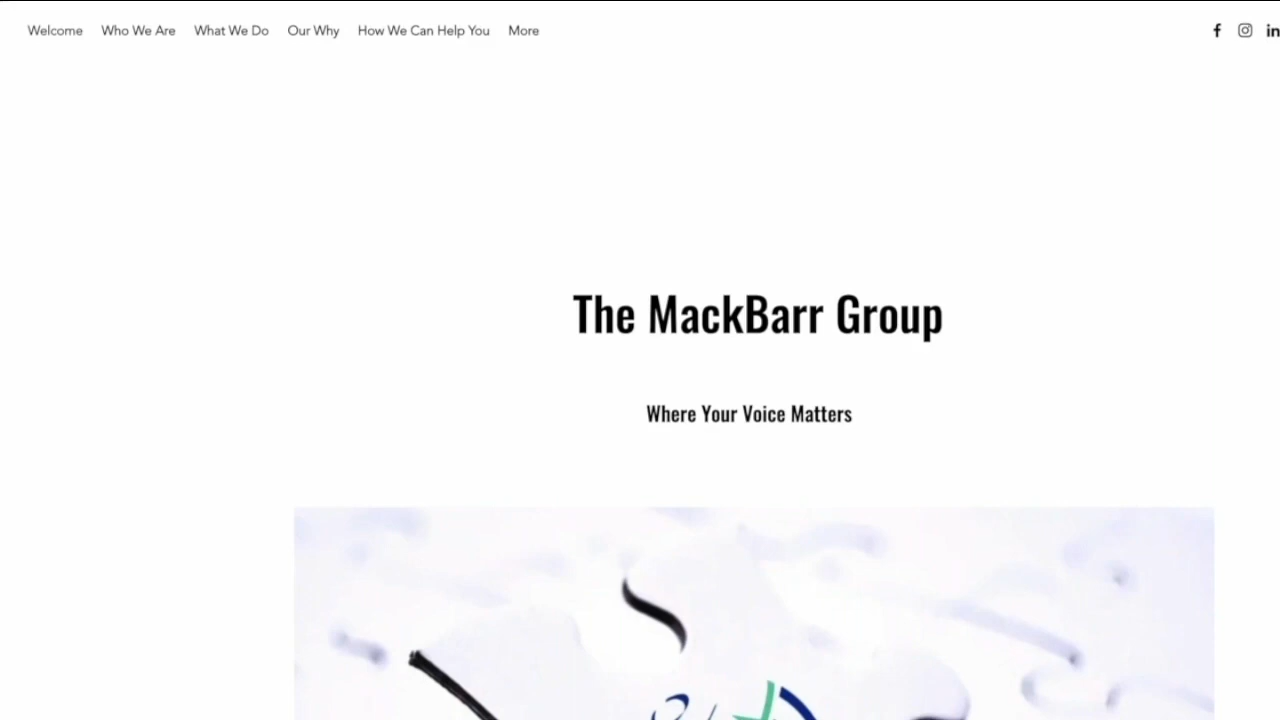 Welcome Who We Are What We Do Our Why How We Can Help You More
The MackBarr Group
Where Your Voice Matters